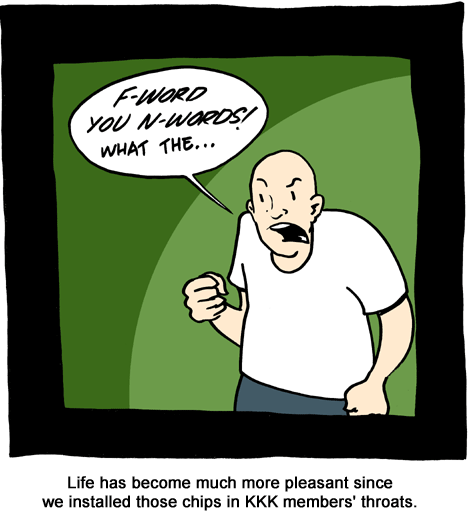 F-WORD
YOU N-WORDS!
WHAT THE...
Life has become much more pleasant since
we installed those chips in KKK members' throats.